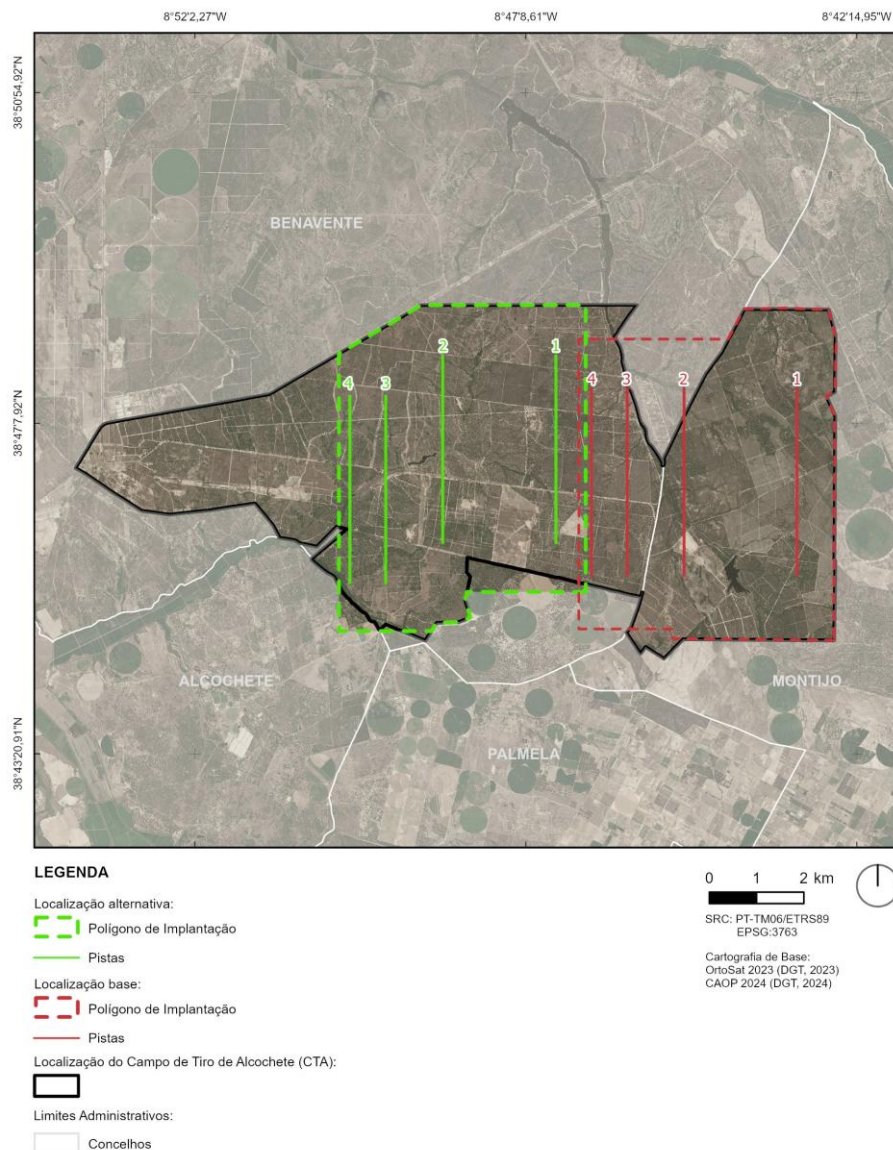 8°52'2,27"W
8°47'8,61"W
8°42'14,95"W
38°50'54,92"N
38°47'7,92"N
38°43'20,91"N
BENAVENTE
2
1
4
3
4
3
2
1
ALCOCHETE
MONTIJO
PALMELA
LEGENDA
Localização alternativa:
Polígono de Implantação
Pistas
Localização base:
Polígono de Implantação
Pistas
Localização do Campo de Tiro de Alcochete (CTA):
Limites Administrativos:
Concelhos
0 1 2 km
SRC: PT-TM06/ETRS89
EPSG:3763
Cartografia de Base:
OrtoSat 2023 (DGT, 2023)
CAOP 2024 (DGT, 2024)